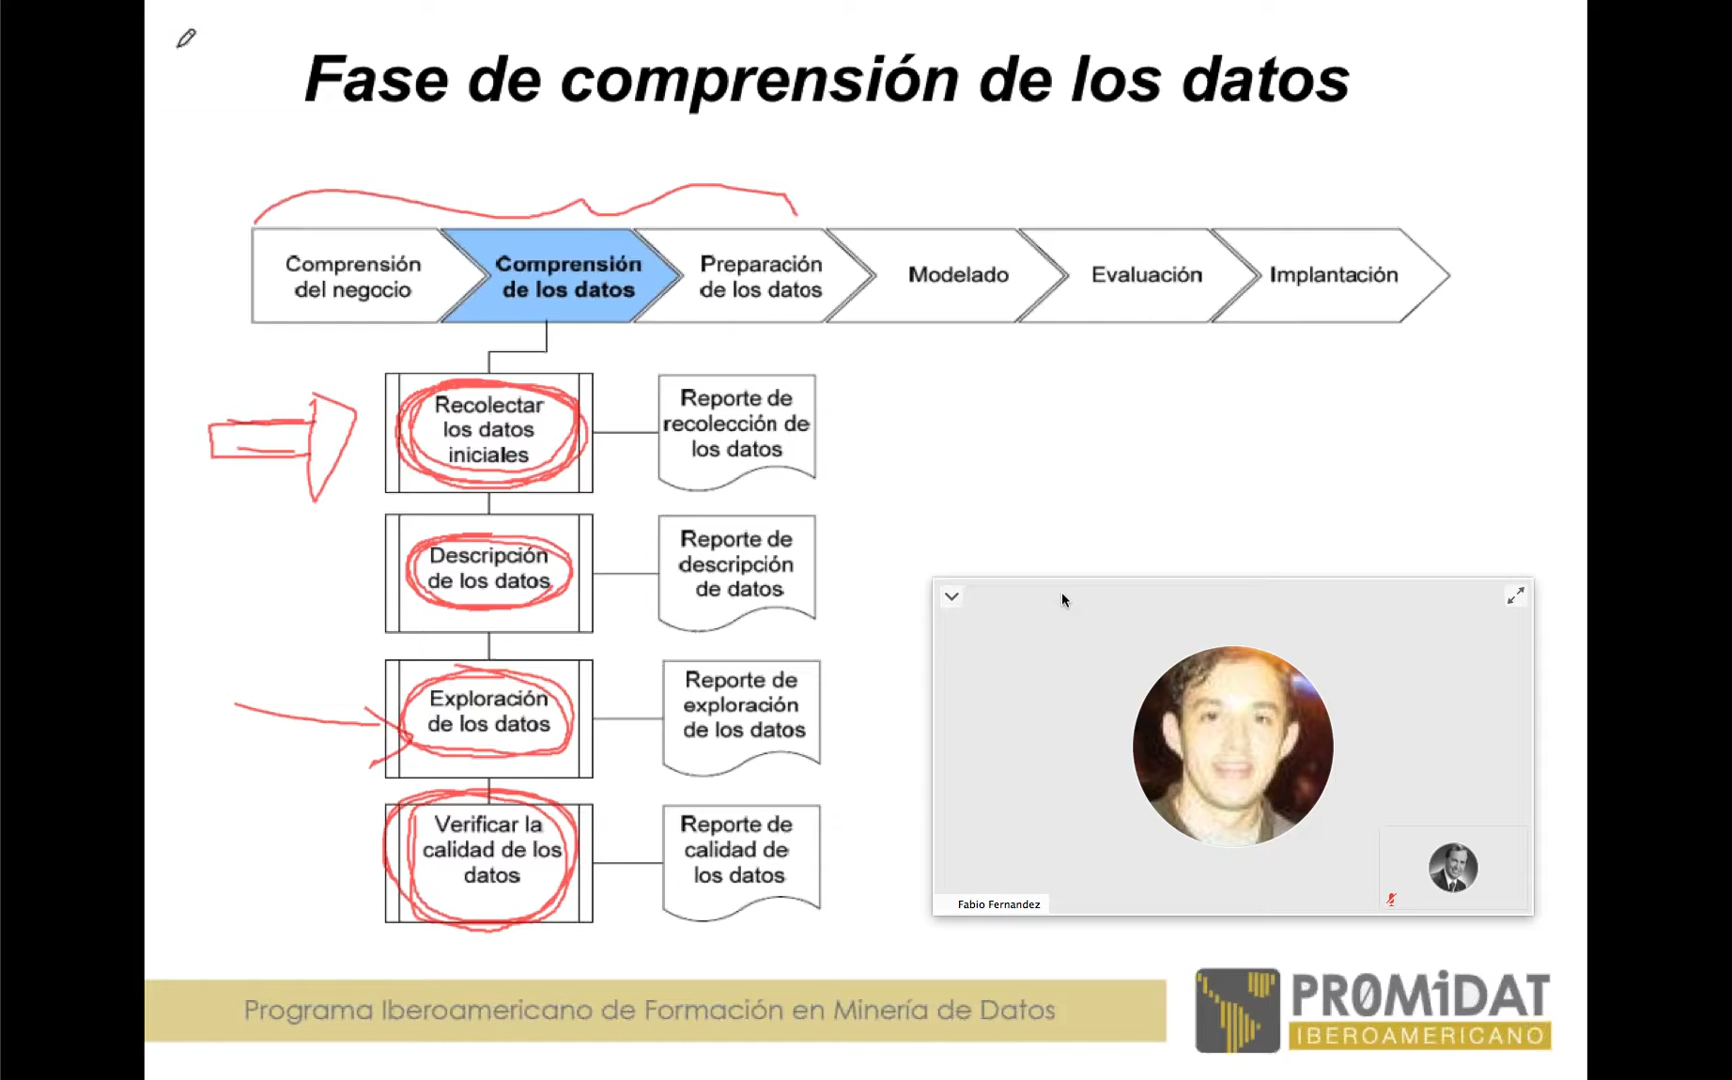 Fase de comprensión de los datos
Comprensión
del negocio
Comprensión
de los datos
Preparación
de los datos
Modelado
Evaluación
Implantación
Recolectar
los datos
iniciales
Reporte de
recolección de
los datos
Descripción
de los datos
Reporte de
descripción
de datos
Exploración
de los datos
Reporte de
exploración
de los datos
Verificar la
calidad de los
datos
Reporte de
calidad de
los datos
Fabio Fernandez
Programa Iberoamericano de Formación en Minería de Datos
PR0MiDAT
IBEROAMERICANO